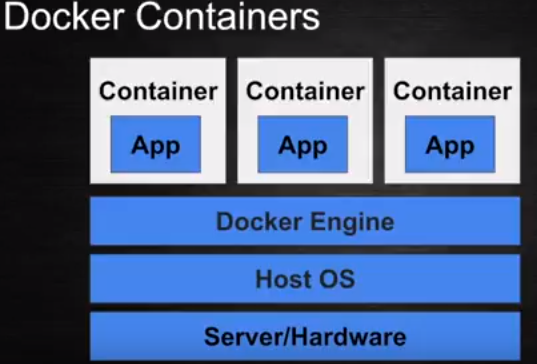 Docker Containers
Container Container Container
App App App
Docker Engine
Host OS
Server/Hardware